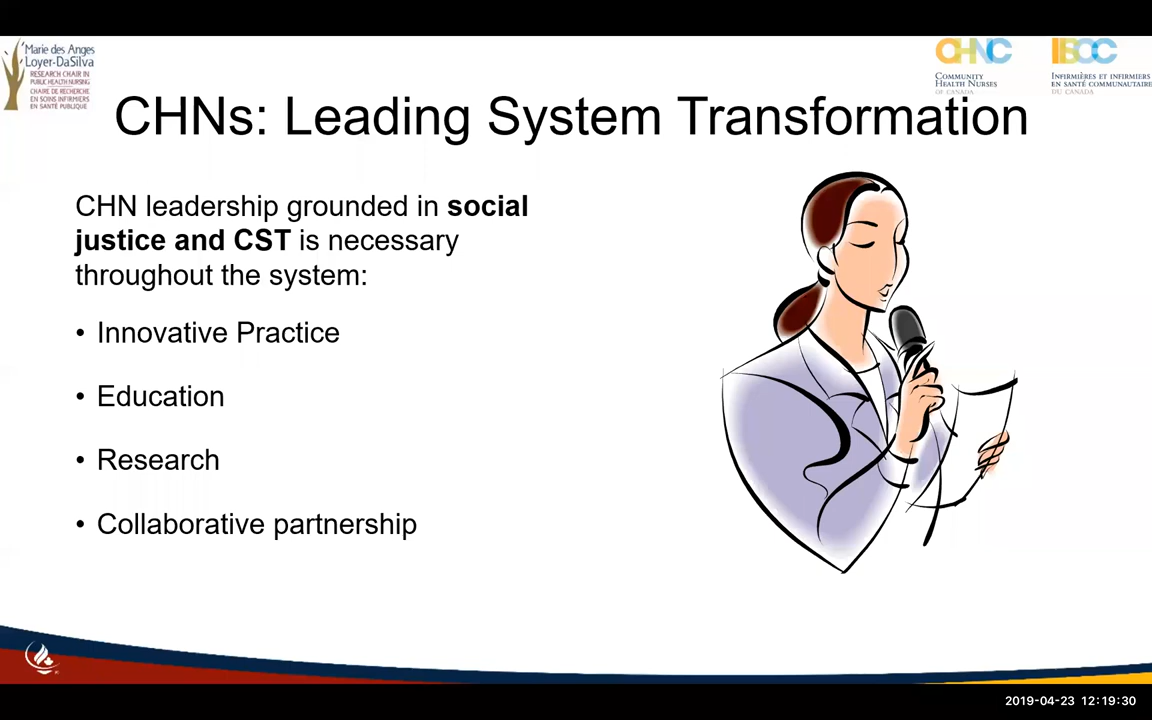 Marie des Anges
Loyer-DaSilva
RESEARCH CHAIR IN
PUBLIC HEALTH NURSING
CHAIRE DE RECHERCHE
EN SOINS INFIRMIERS
EN SANTÉ PUBLIQUE
CHNC
COMMUNITY
HEALTH NURSES
OF CANADA
IISCC
INFIRMIÈRES ET INFIRMIERS
EN SANTÉ COMMUNAUTAIRE
DU CANADA
CHNs: Leading System Transformation
CHN leadership grounded in social
justice and CST is necessary
throughout the system:
• Innovative Practice
• Education
• Research
• Collaborative partnership
2019-04-23 12:19:30